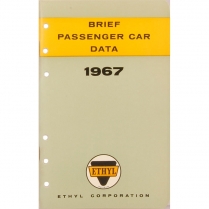 BRIEF
PASSENGER CAR
DATA
1967
ETHYL
ETHYL CORPORATION